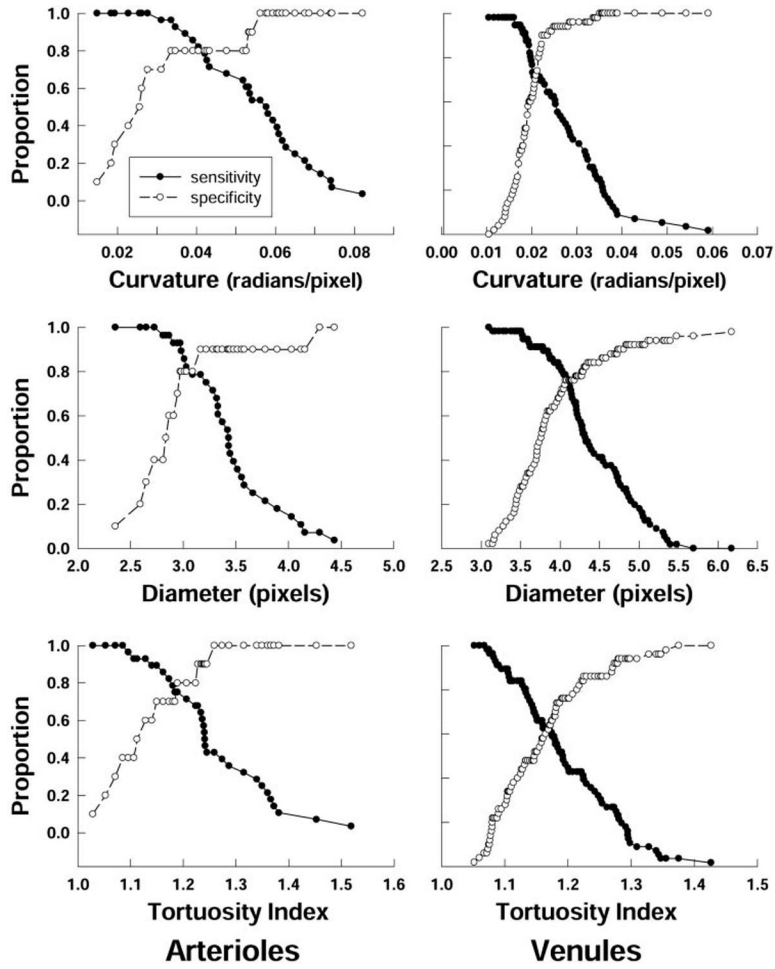 1.0
0.8
0.6
0.4
0.2
0.0
Proportion
sensitivity
specificity
0.02 0.04 0.06 0.08
Curvature (radians/pixel)
0.00 0.01 0.02 0.03 0.04 0.05 0.06 0.07
Curvature (radians/pixel)
1.0
0.8
0.6
0.4
0.2
0.0
Proportion
2.0 2.5 3.0 3.5 4.0 4.5 5.0
Diameter (pixels)
2.5 3.0 3.5 4.0 4.5 5.0 5.5 6.0 6.5
Diameter (pixels)
1.0
0.8
0.6
0.4
0.2
0.0
Proportion
1.0 1.1 1.2 1.3 1.4 1.5 1.6
Tortuosity Index
1.0 1.1 1.2 1.3 1.4 1.5
Tortuosity Index
Arterioles
Venules